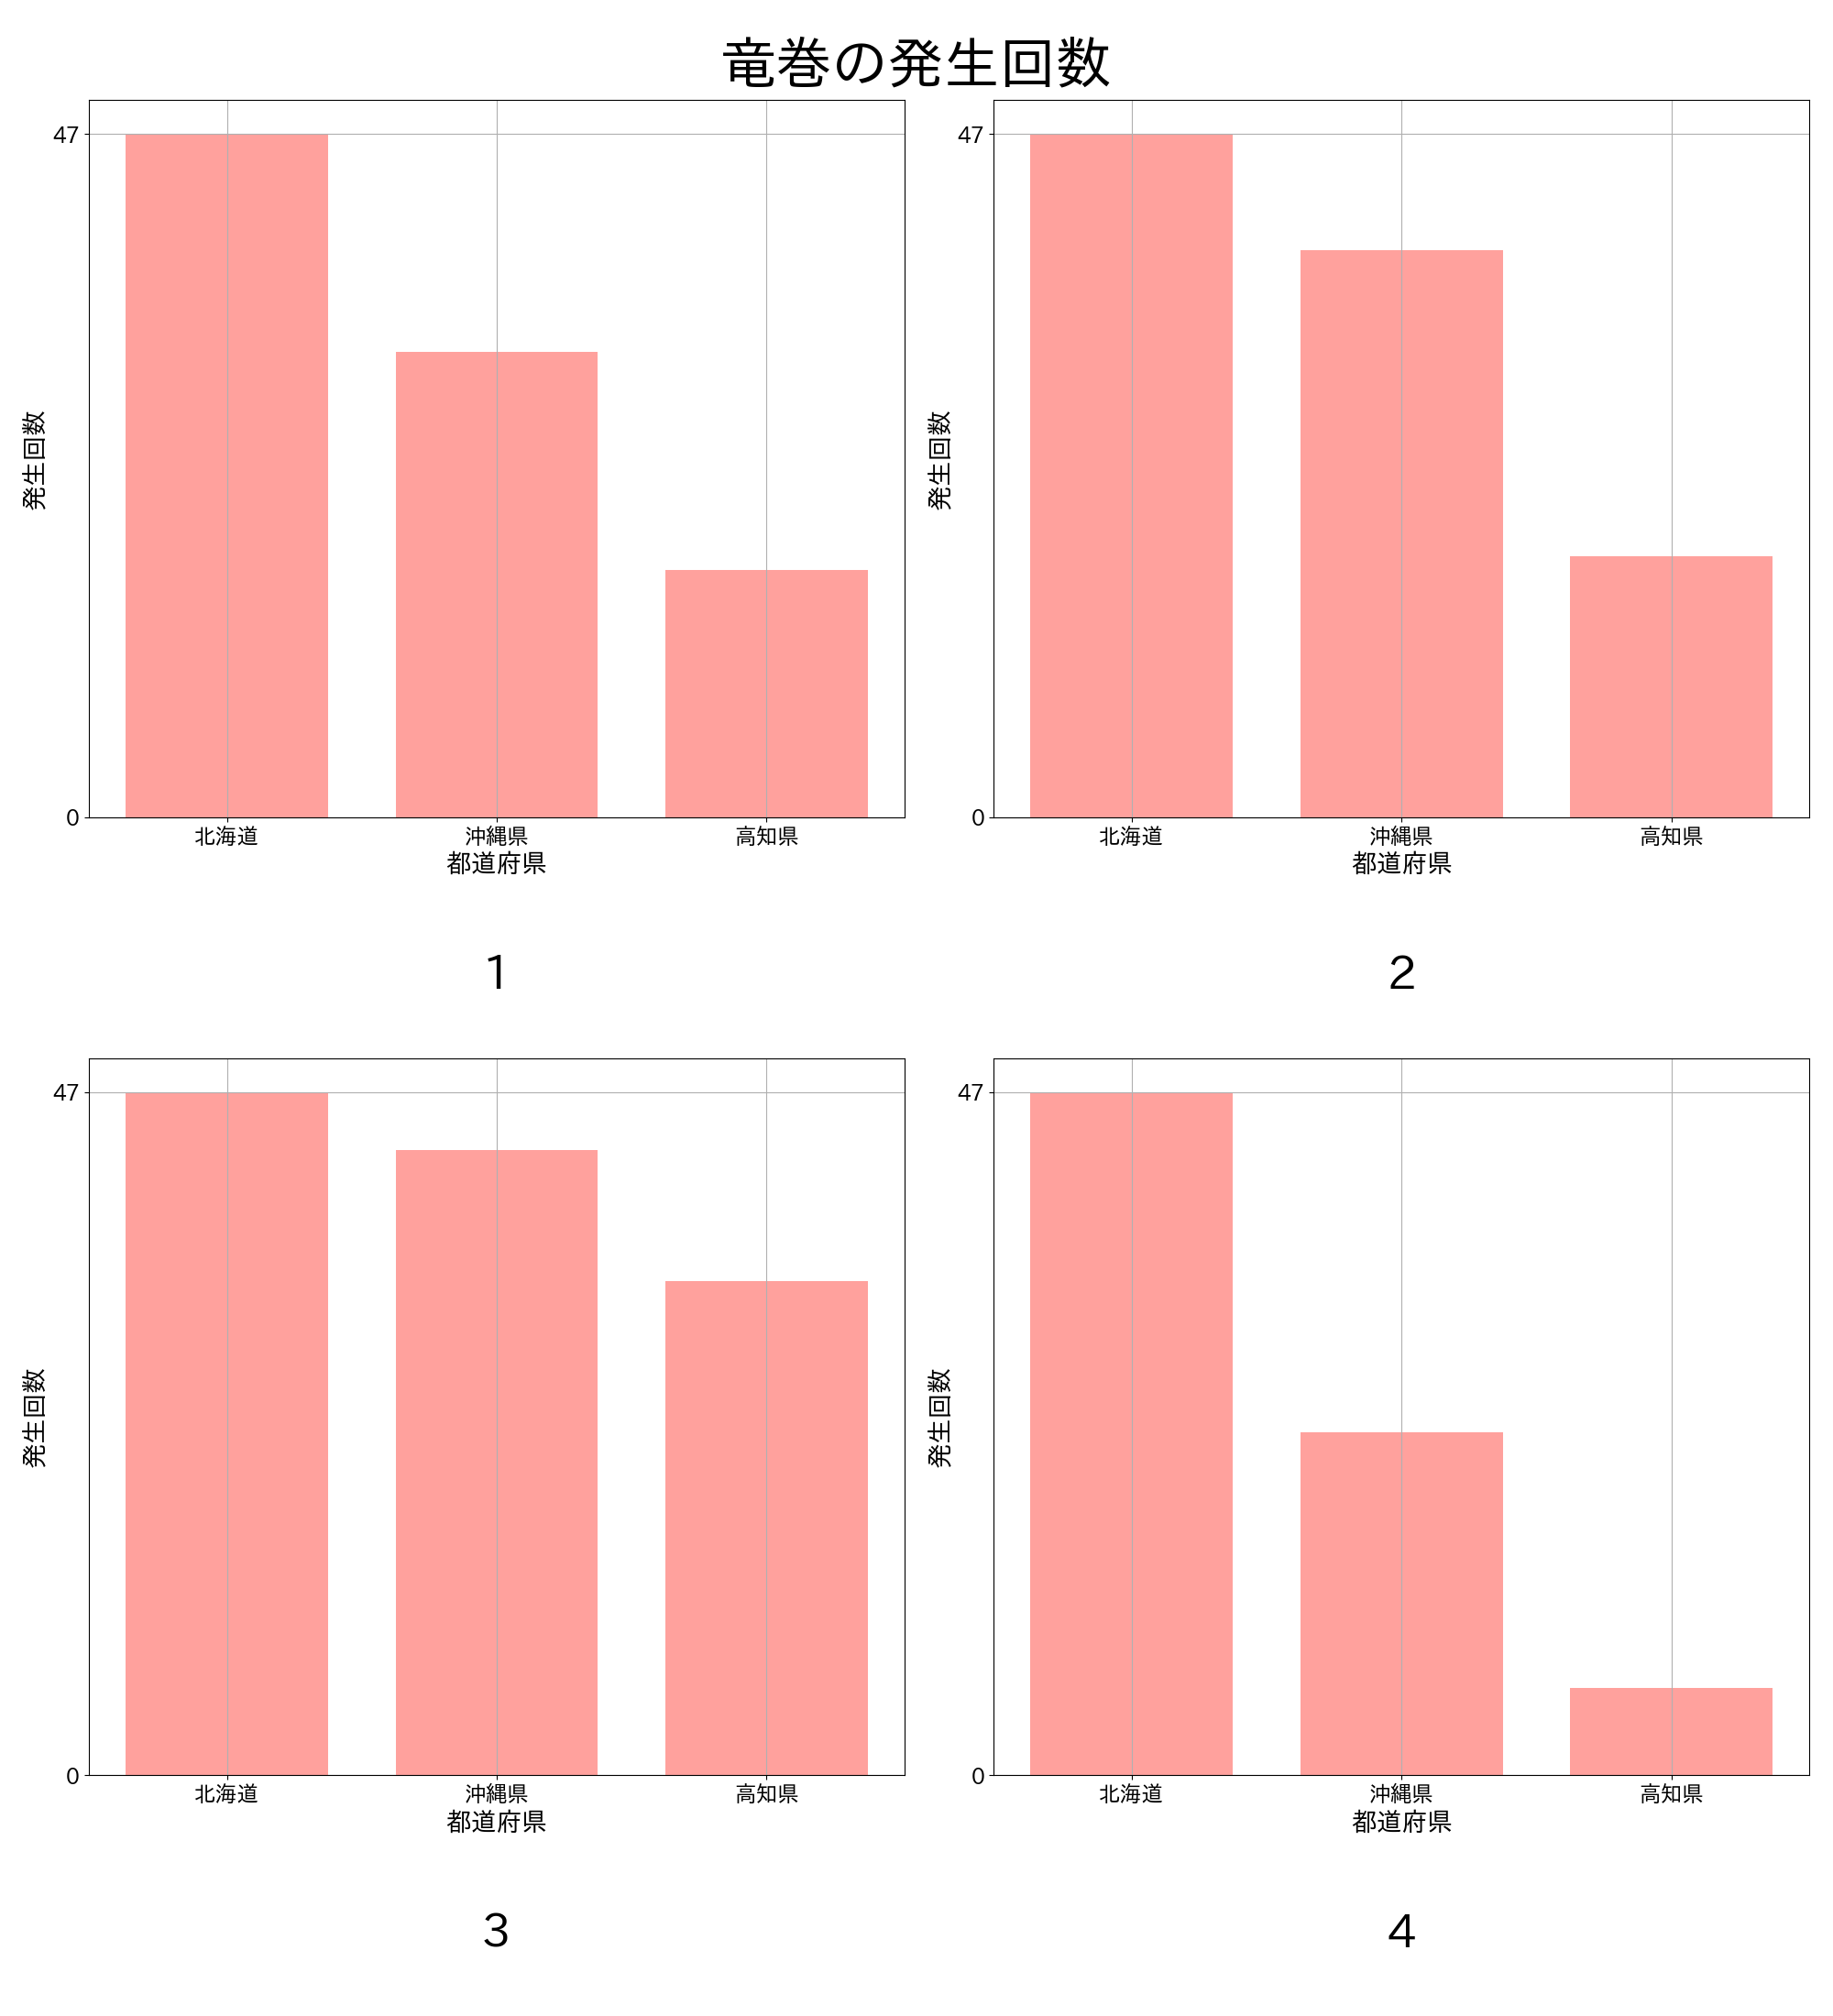 竜巻の発生回数
47
0
発生回数
北海道 沖縄県 高知県
都道府県
1
47
0
発生回数
北海道 沖縄県 高知県
都道府県
2
47
0
発生回数
北海道 沖縄県 高知県
都道府県
3
47
0
発生回数
北海道 沖縄県 高知県
都道府県
4